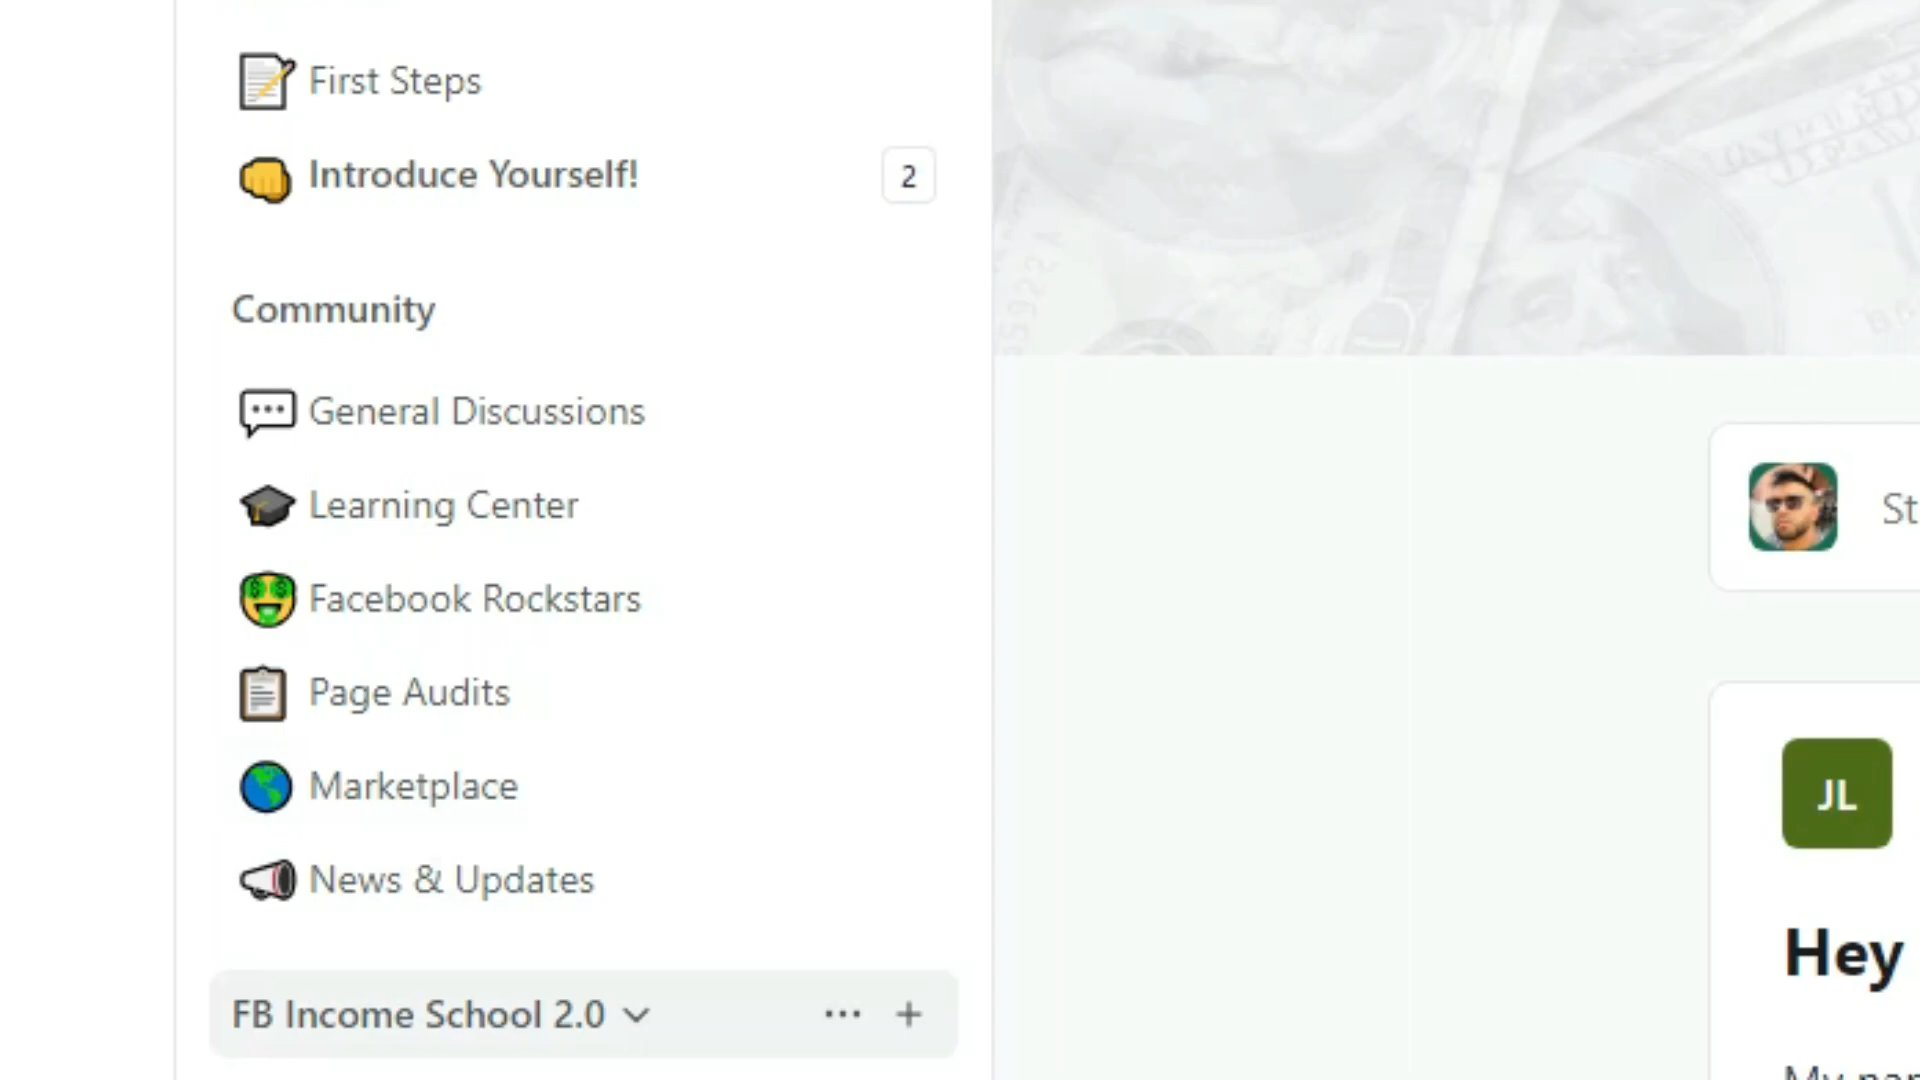 First Steps
Introduce Yourself!
2
Community
General Discussions
Learning Center
Facebook Rockstars
Page Audits
Marketplace
News & Updates
FB Income School 2.0
St
JL
Hey